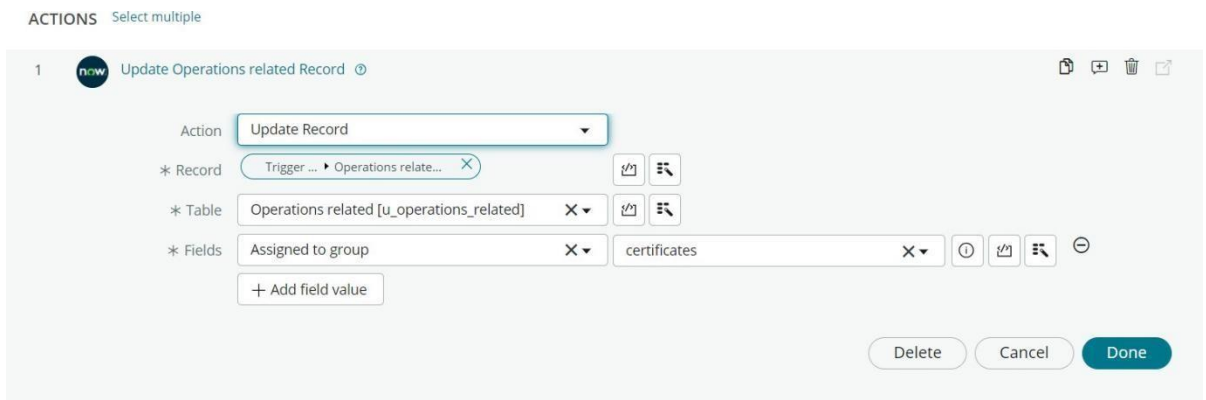 ACTIONS Select multiple
1 now Update Operations related Record
Action Update Record
* Record Trigger ... ▸ Operations relate... X
* Table Operations related [u_operations_related] X
* Fields Assigned to group X certificates X
+ Add field value
Delete Cancel Done